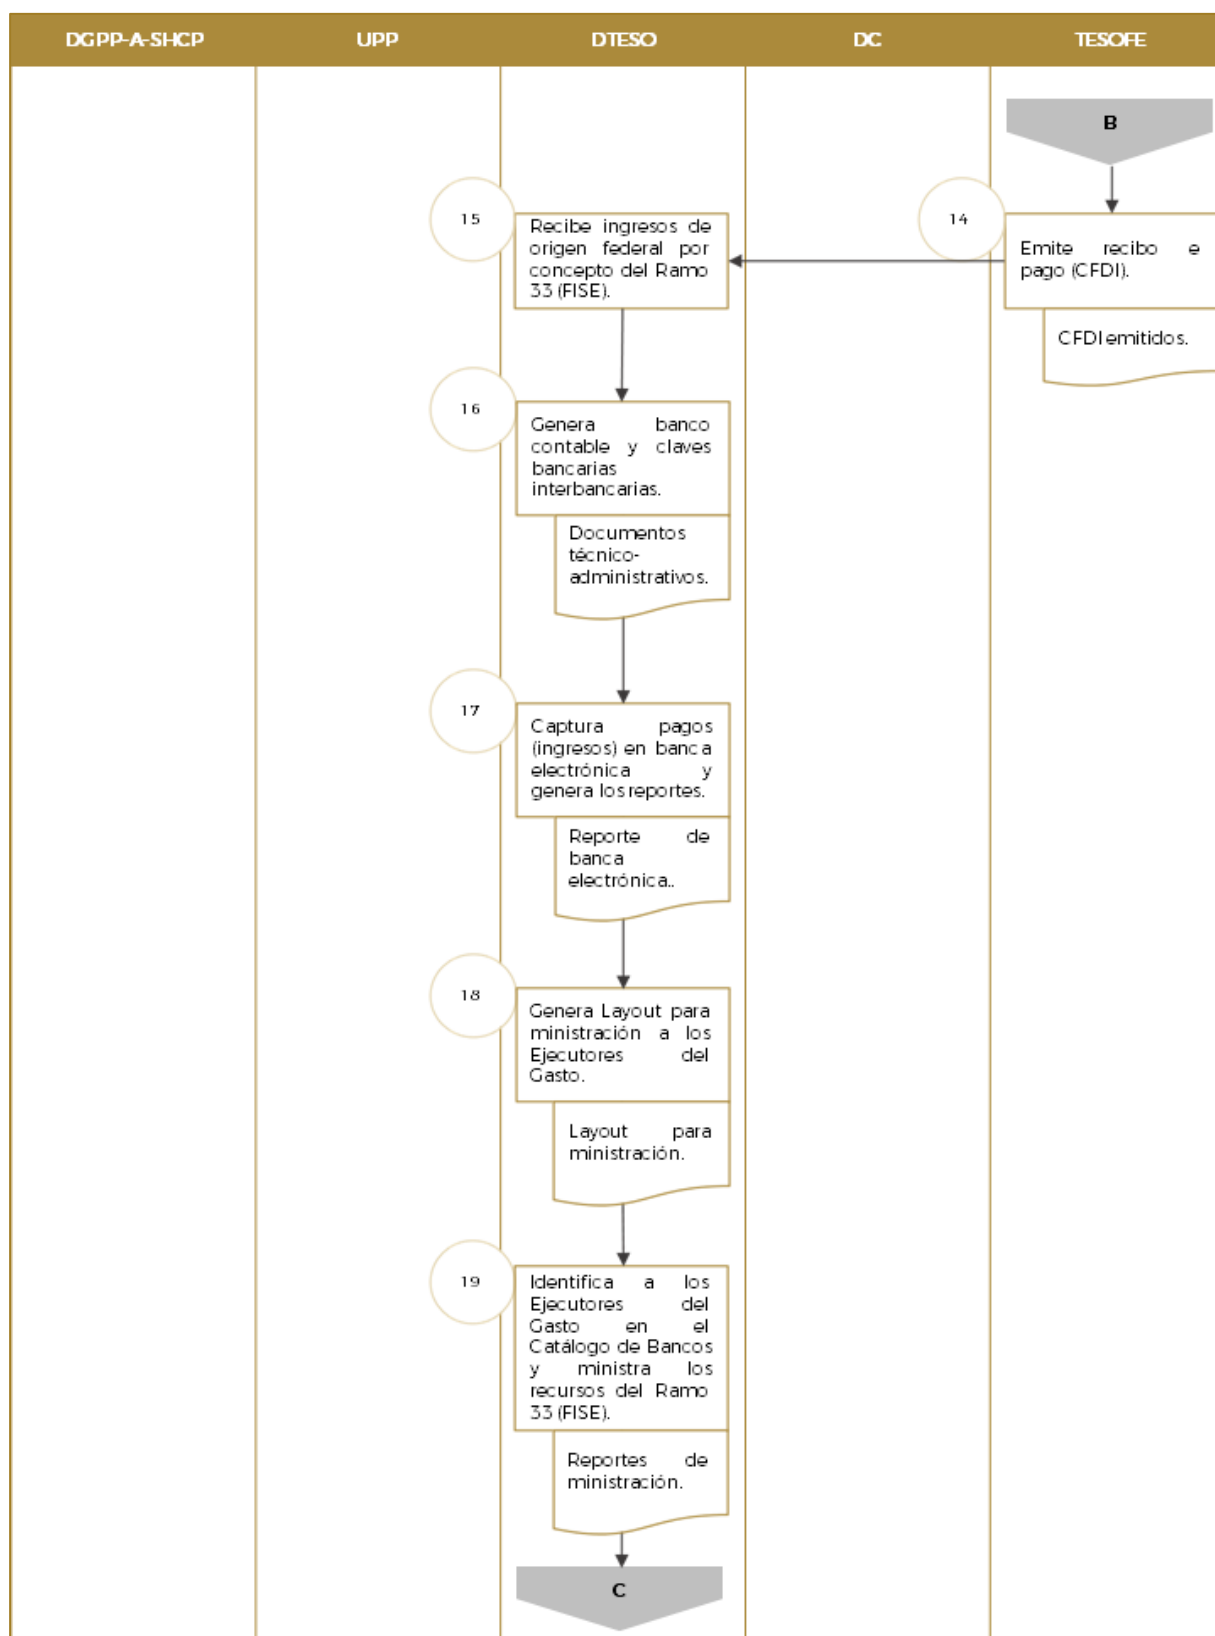 DGPP-A-SHCP UPP DTESO DC TESOFE
B
14
Emite recibo e
pago (CFDI).
CFDI emitidos.
15
Recibe ingresos de
origen federal por
concepto del Ramo
33 (FISE).
16
Genera banco
contable y claves
bancarias
interbancarias.
Documentos
técnico-
administrativos.
17
Captura pagos
(ingresos) en banca
electrónica y
genera los reportes.
Reporte de
banca
electrónica..
18
Genera Layout para
ministración a los
Ejecutores del
Gasto.
Layout para
ministración.
19
Identifica a los
Ejecutores del
Gasto en el
Catálogo de Bancos
y ministra los
recursos del Ramo
33 (FISE).
Reportes de
ministración.
C